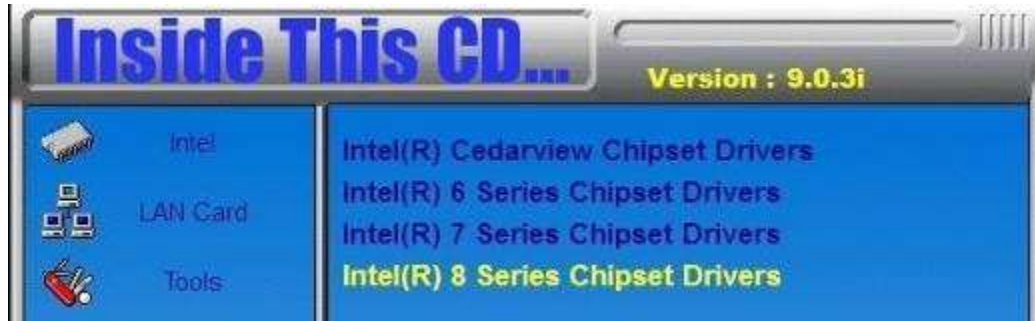 Inside This CD...
Version : 9.0.3i
Intel
LAN Card
Tools
Intel(R) Cedarview Chipset Drivers
Intel(R) 6 Series Chipset Drivers
Intel(R) 7 Series Chipset Drivers
Intel(R) 8 Series Chipset Drivers